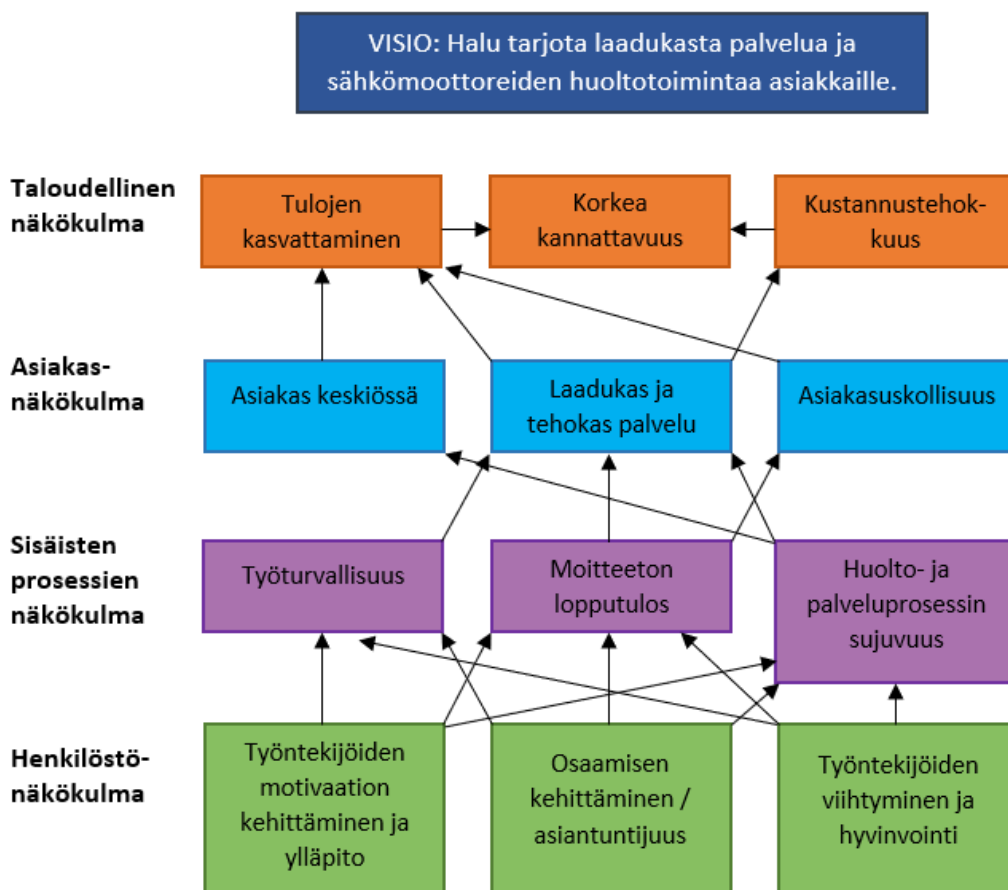 VISIO: Halu tarjota laadukasta palvelua ja
sähkömoottoreiden huoltotoimintaa asiakkaille.
Taloudellinen
näkökulma
Tulojen
kasvattaminen
Korkea
kannattavuus
Kustannustehok-
kuus
Asiakas-
näkökulma
Asiakas keskiössä
Laadukas ja
tehokas palvelu
Asiakasuskollisuus
Sisäisten
prosessien
näkökulma
Työturvallisuus
Moitteeton
lopputulos
Huolto- ja
palveluprosessin
sujuvuus
Henkilöstö-
näkökulma
Työntekijöiden
motivaation
kehittäminen ja
ylläpito
Osaamisen
kehittäminen /
asiantuntijuus
Työntekijöiden
viihtyminen ja
hyvinvointi